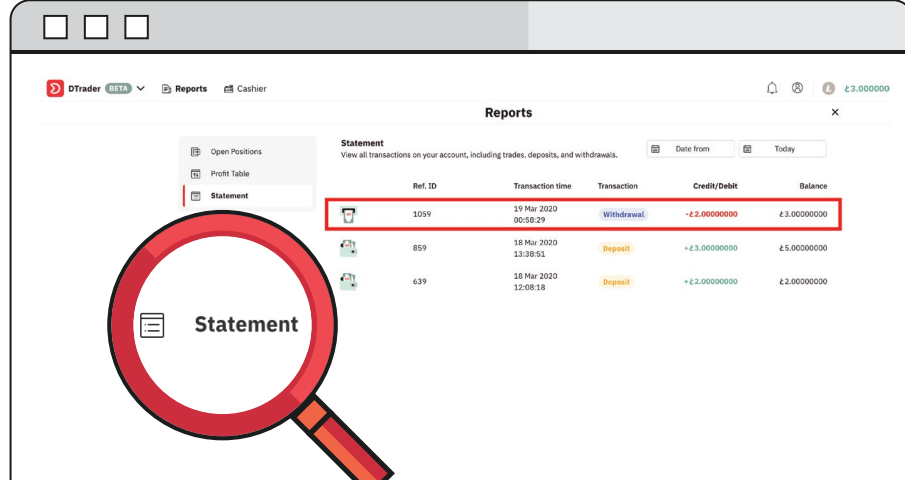 DTrader BETA Reports Cashier Ł3.000000
Reports
Open Positions
Profit Table
Statement
Statement
View all transactions on your account, including trades, deposits, and withdrawals.
Date from Today
Ref. ID Transaction time Transaction Credit/Debit Balance
1059 19 Mar 2020 00:58:29 Withdrawal -Ł2.00000000 Ł3.00000000
859 18 Mar 2020 13:38:51 Deposit +Ł3.00000000 Ł5.00000000
639 18 Mar 2020 12:08:18 Deposit +Ł2.00000000 Ł2.00000000
Statement